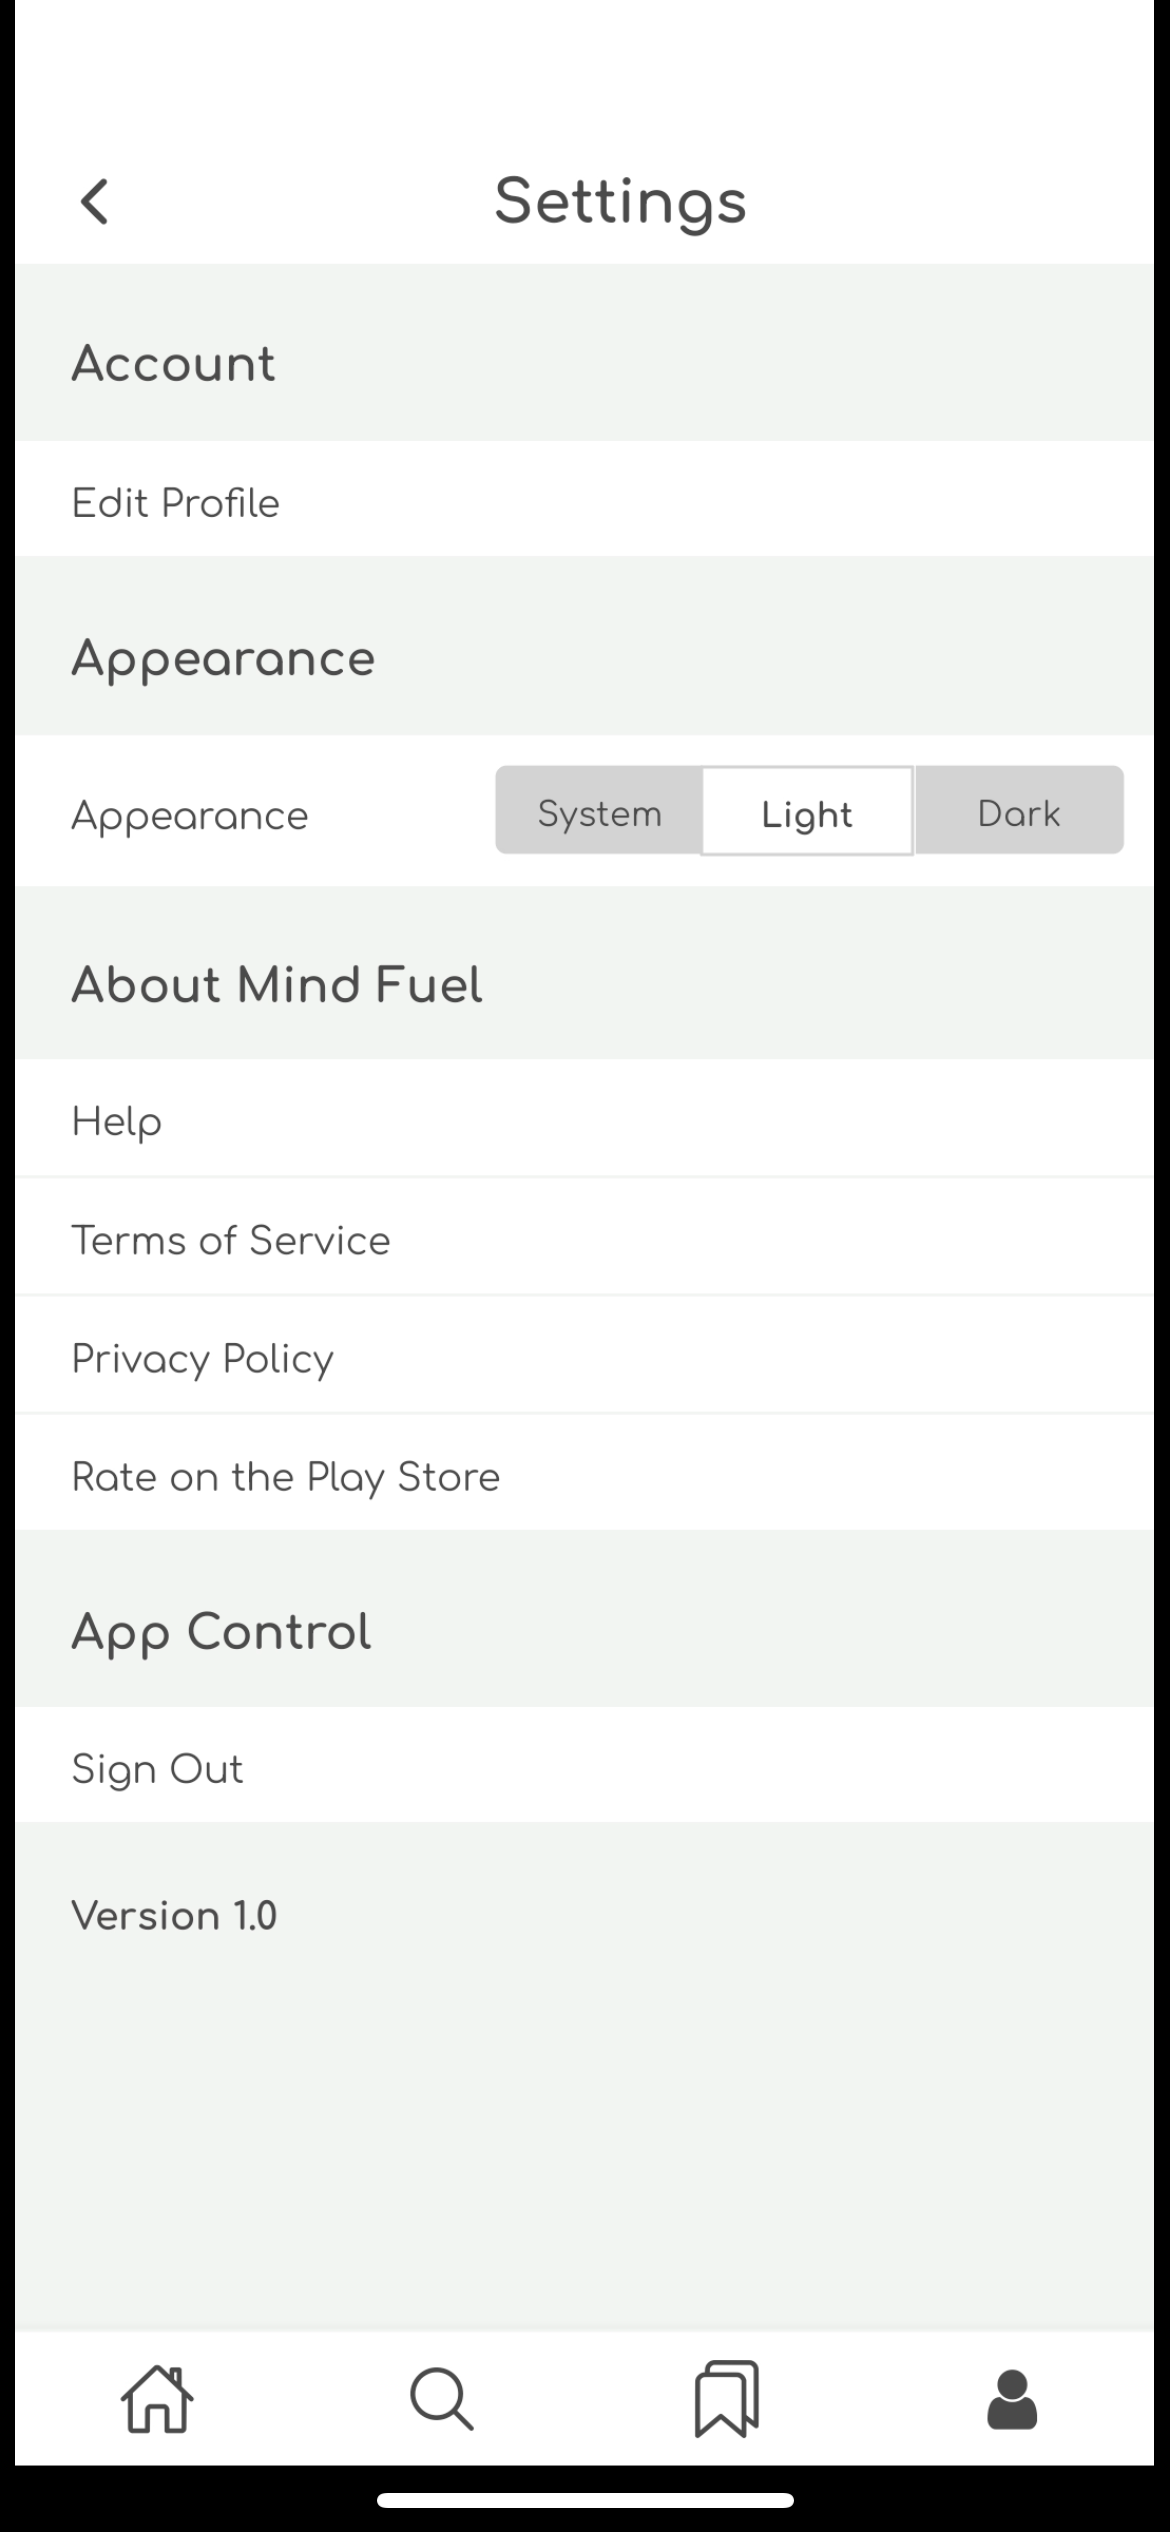 Settings
Account
Edit Profile
Appearance
Appearance System Light Dark
About Mind Fuel
Help
Terms of Service
Privacy Policy
Rate on the Play Store
App Control
Sign Out
Version 1.0